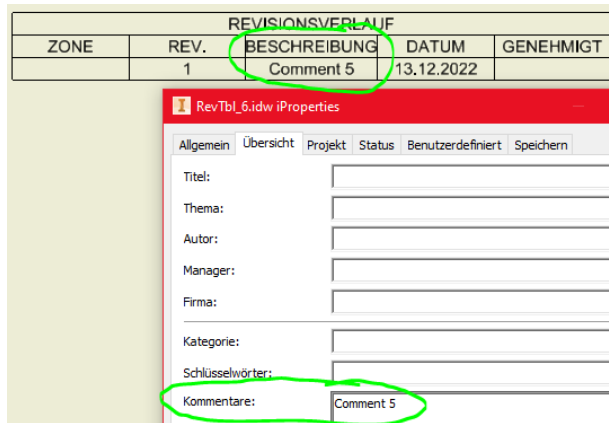 REVISIONSVERLAUF
ZONE REV. BESCHREIBUNG DATUM GENEHMIGT
1 Comment 5 13.12.2022
I RevTbl_6.idw iProperties
Allgemein Übersicht Projekt Status Benutzerdefiniert Speichern
Titel:
Thema:
Autor:
Manager:
Firma:
Kategorie:
Schlüsselwörter:
Kommentare: Comment 5